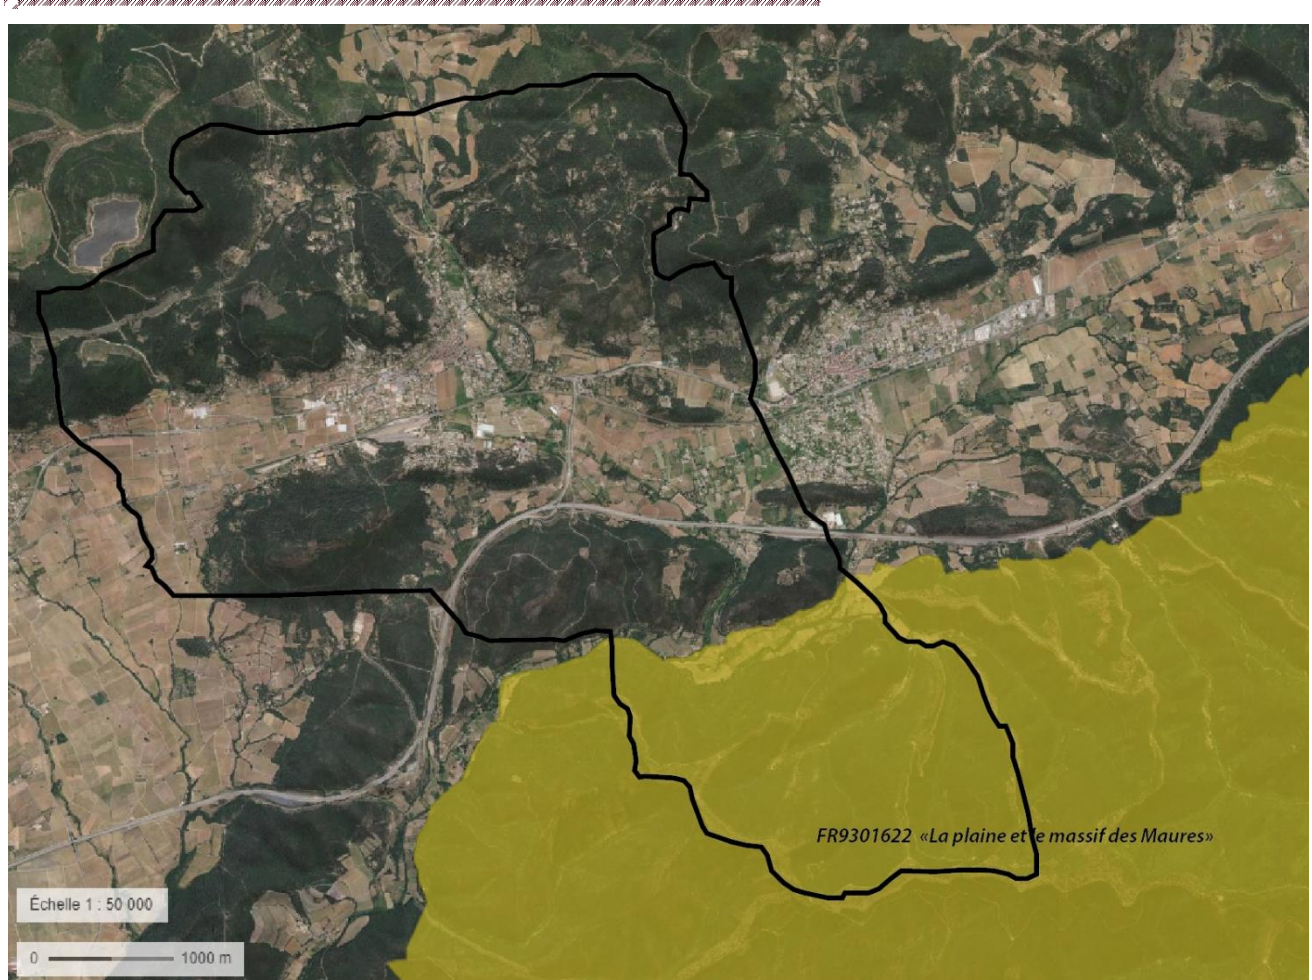 FR9301622 «La plaine et le massif des Maures»
Échelle 1 : 50 000
0 1000 m